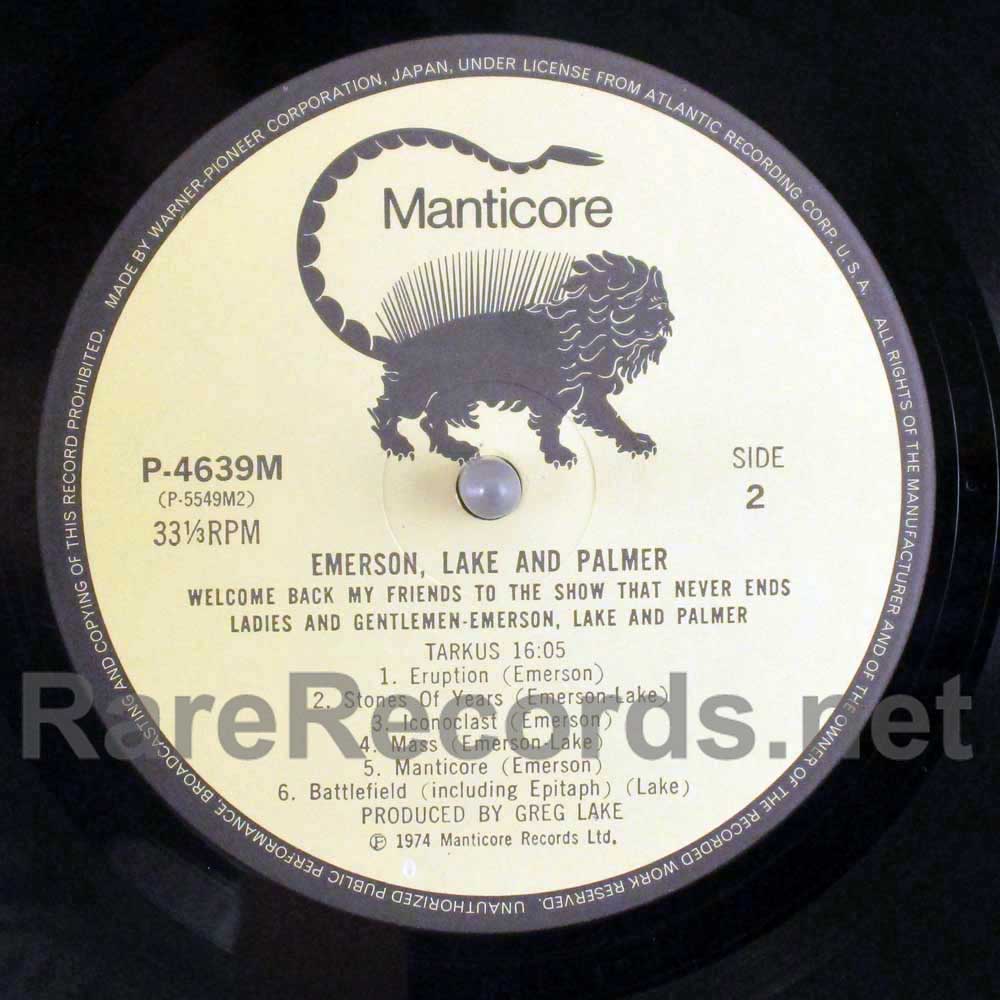 MADE BY WARNER-PIONEER CORPORATION, JAPAN, UNDER LICENSE FROM ATLANTIC RECORDING CORP. U.S.A. ALL RIGHTS OF THE MANUFACTURER AND OF THE OWNER OF THE RECORDED WORK RESERVED. UNAUTHORIZED PUBLIC PERFORMANCE, BROADCASTING AND COPYING OF THIS RECORD PROHIBITED.
Manticore
P-4639M
(P-5549M2)
33⅓RPM
SIDE
2
EMERSON, LAKE AND PALMER
WELCOME BACK MY FRIENDS TO THE SHOW THAT NEVER ENDS
LADIES AND GENTLEMEN-EMERSON, LAKE AND PALMER
TARKUS 16:05
1. Eruption (Emerson)
2. Stones Of Years (Emerson-Lake)
3. Iconoclast (Emerson)
4. Mass (Emerson-Lake)
5. Manticore (Emerson)
6. Battlefield (including Epitaph) (Lake)
PRODUCED BY GREG LAKE
Ⓟ 1974 Manticore Records Ltd.
RareRecords.net